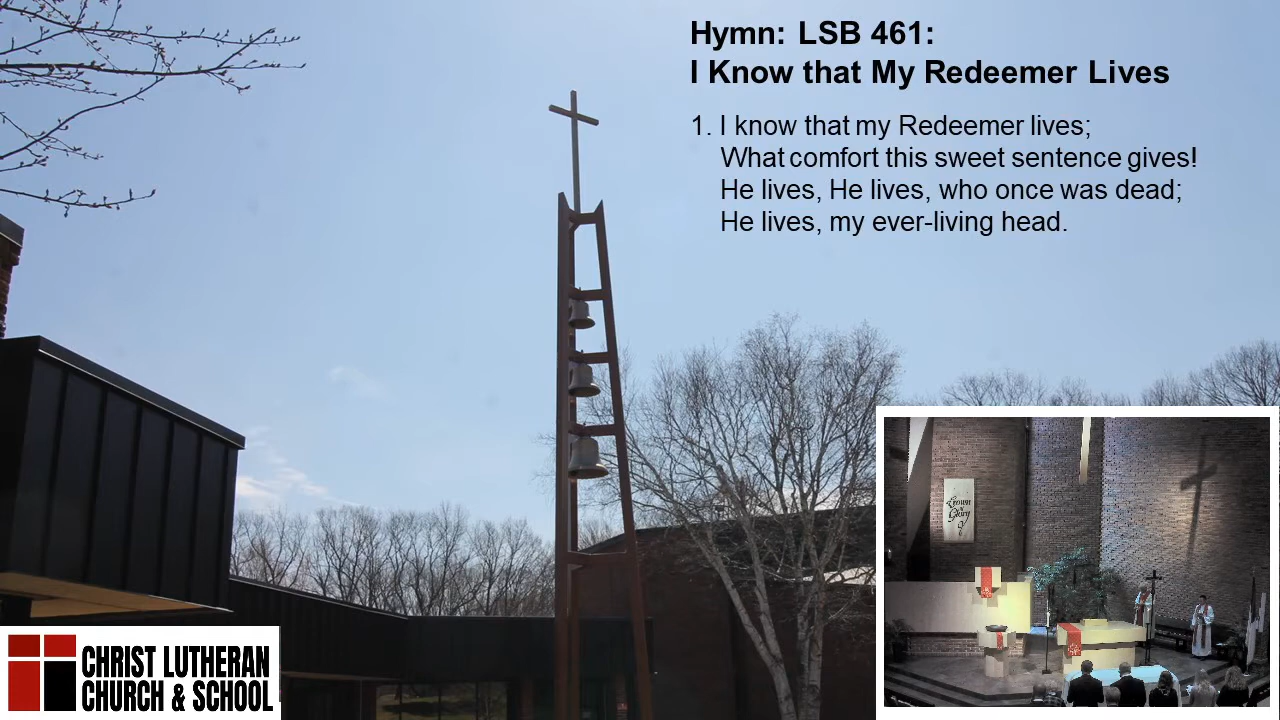 Hymn: LSB 461:
I Know that My Redeemer Lives
1. I know that my Redeemer lives;
What comfort this sweet sentence gives!
He lives, He lives, who once was dead;
He lives, my ever-living head.
Crown
Glory
CHRIST LUTHERAN
CHURCH & SCHOOL